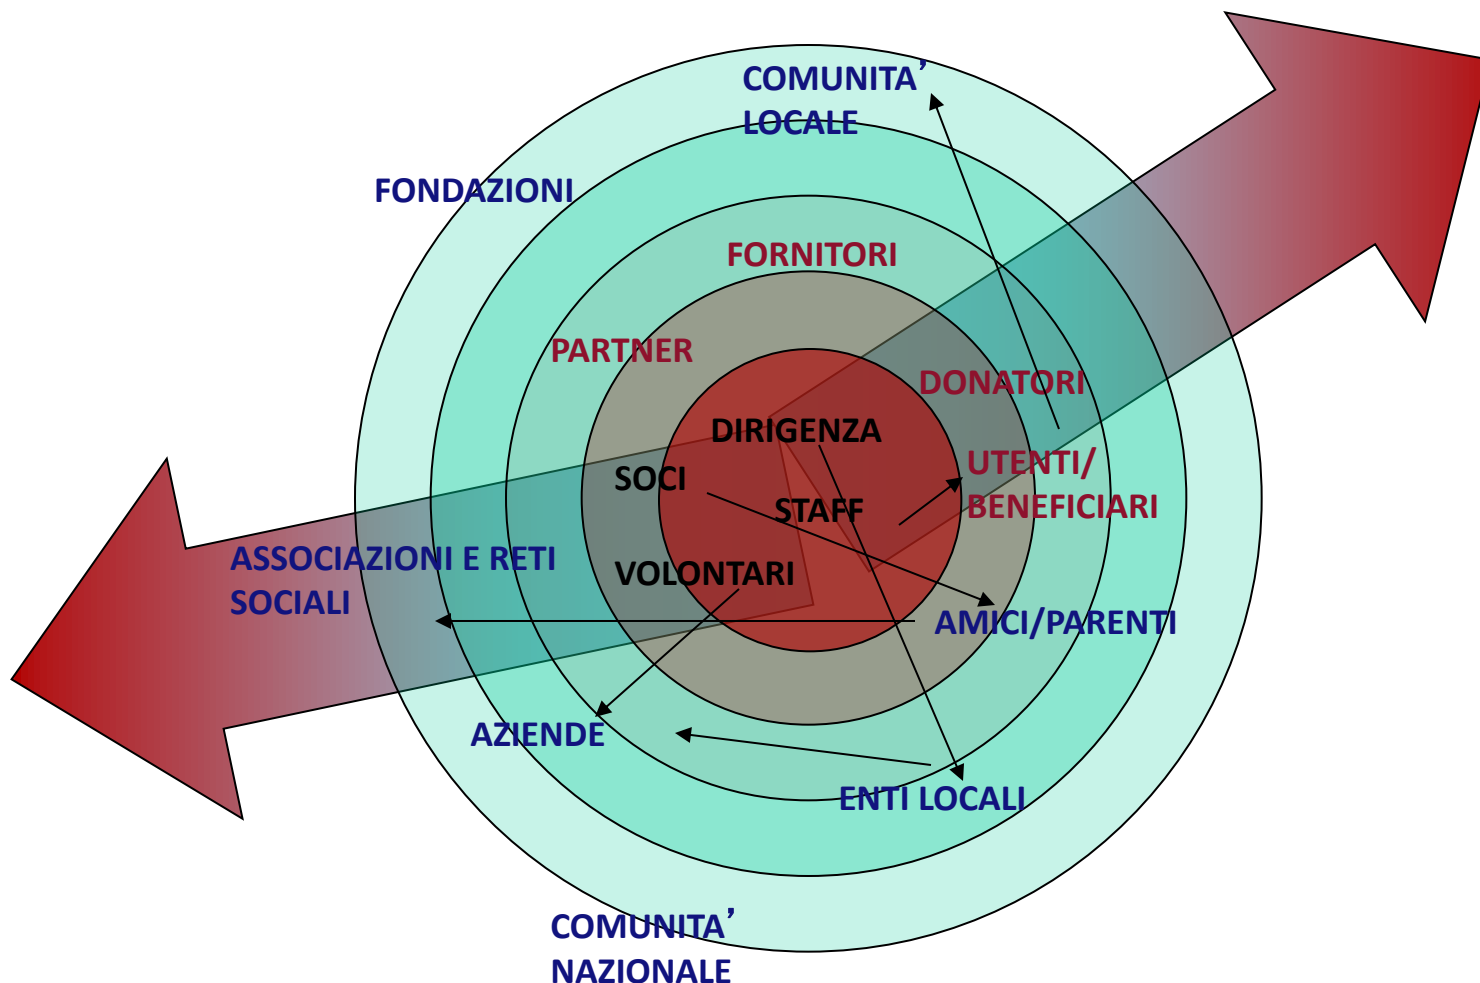 COMUNITA’
LOCALE
FONDAZIONI
FORNITORI
PARTNER
DONATORI
DIRIGENZA
SOCI
UTENTI/
BENEFICIARI
STAFF
ASSOCIAZIONI E RETI
SOCIALI
VOLONTARI
AMICI/PARENTI
AZIENDE
ENTI LOCALI
COMUNITA’
NAZIONALE